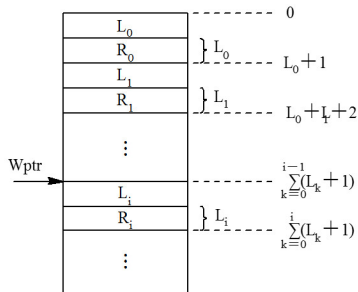 0
L₀
R₀ } L₀
L₀+1
L₁
R₁ } L₁
L₀+L₁+2
⋮
Wptr
i−1
∑(Lₖ+1)
k=0
Lᵢ
Rᵢ } Lᵢ
i
∑(Lₖ+1)
k=0
⋮